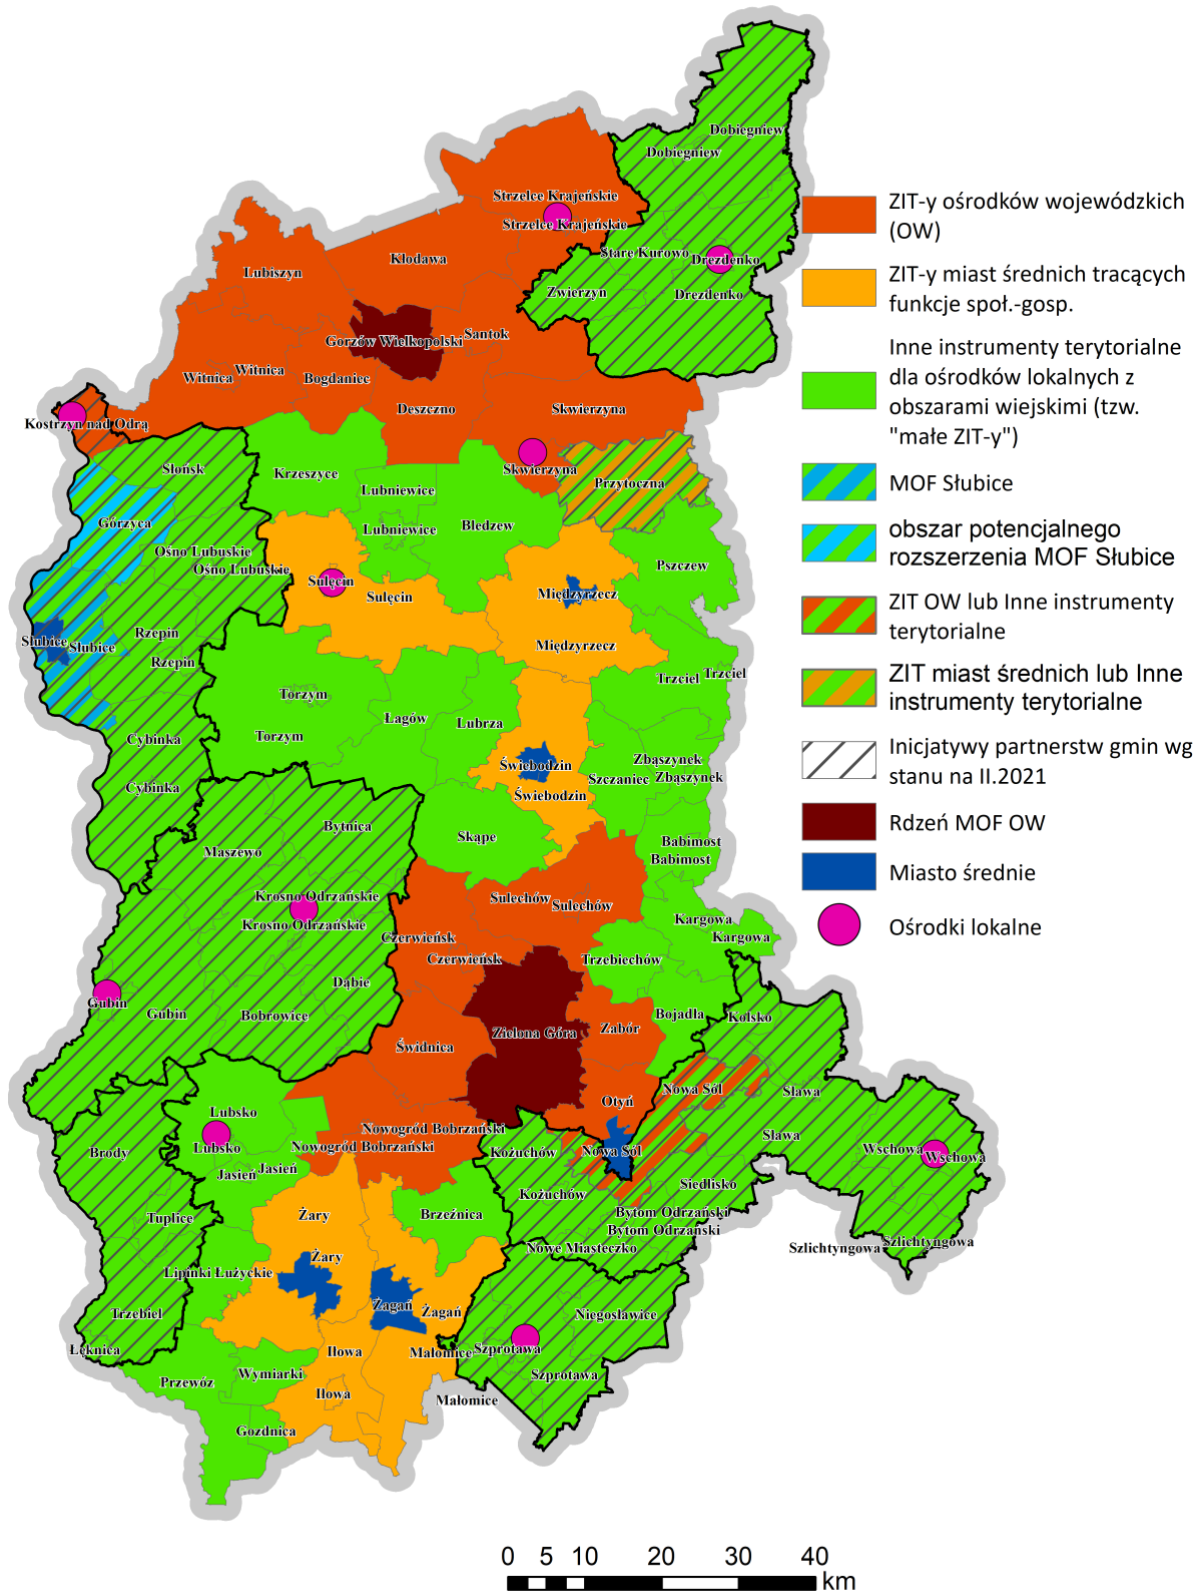 Dobiegniew
Dobiegniew
Strzelce Krajeńskie
Strzelce Krajeńskie
Stare Kurowo
Drezdenko
Kłodawa
Lubiszyn
Zwierzyn
Drezdenko
Santok
Gorzów Wielkopolski
Witnica
Witnica
Bogdaniec
Deszczno
Skwierzyna
Kostrzyn nad Odrą
Słońsk
Krzeszyce
Skwierzyna
Przytoczna
Lubniewice
Górzyca
Lubniewice
Bledzew
Ośno Lubuskie
Ośno Lubuskie
Pszczew
Sulęcin
Sulęcin
Międzyrzecz
Słubice
Słubice
Rzepin
Rzepin
Międzyrzecz
Trzciel
Trzciel
Torzym
Łagów
Lubrza
Torzym
Cybinka
Świebodzin
Zbąszynek
Szczaniec
Zbąszynek
Cybinka
Świebodzin
Bytnica
Skąpe
Babimost
Babimost
Maszewo
Krosno Odrzańskie
Krosno Odrzańskie
Sulechów
Sulechów
Kargowa
Kargowa
Czerwieńsk
Czerwieńsk
Trzebiechów
Dąbie
Gubin
Gubin
Bobrowice
Bojadła
Kolsko
Zielona Góra
Zabór
Świdnica
Nowa Sól
Sława
Otyń
Lubsko
Lubsko
Nowogród Bobrzański
Nowogród Bobrzański
Sława
Brody
Jasień
Jasień
Kożuchów
Nowa Sól
Wschowa
Wschowa
Kożuchów
Siedlisko
Tuplice
Żary
Brzeźnica
Bytom Odrzański
Bytom Odrzański
Szlichtyngowa
Szlichtyngowa
Nowe Miasteczko
Żary
Lipinki Łużyckie
Żagań
Żagań
Trzebiel
Niegosławice
Łęknica
Iłowa
Małomice
Szprotawa
Przewóz
Wymiarki
Szprotawa
Iłowa
Małomice
Gozdnica
ZIT-y ośrodków wojewódzkich
(OW)
ZIT-y miast średnich tracących
funkcje społ.-gosp.
Inne instrumenty terytorialne
dla ośrodków lokalnych z
obszarami wiejskimi (tzw.
"małe ZIT-y")
MOF Słubice
obszar potencjalnego
rozszerzenia MOF Słubice
ZIT OW lub Inne instrumenty
terytorialne
ZIT miast średnich lub Inne
instrumenty terytorialne
Inicjatywy partnerstw gmin wg
stanu na II.2021
Rdzeń MOF OW
Miasto średnie
Ośrodki lokalne
0 5 10 20 30 40
km